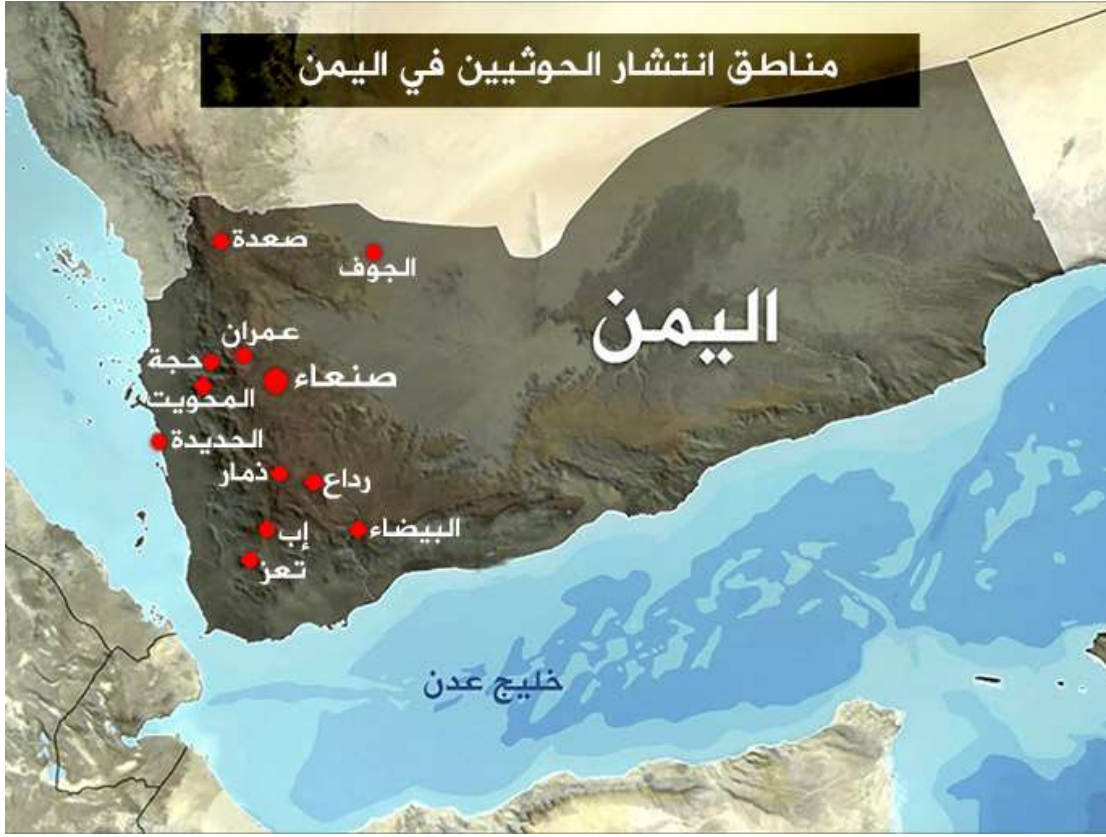 مناطق انتشار الحوثيين في اليمن
صعدة
الجوف
اليمن
عمران
حجة
صنعاء
المحويت
الحديدة
ذمار
رداع
إب
البيضاء
تعز
خليج عدن